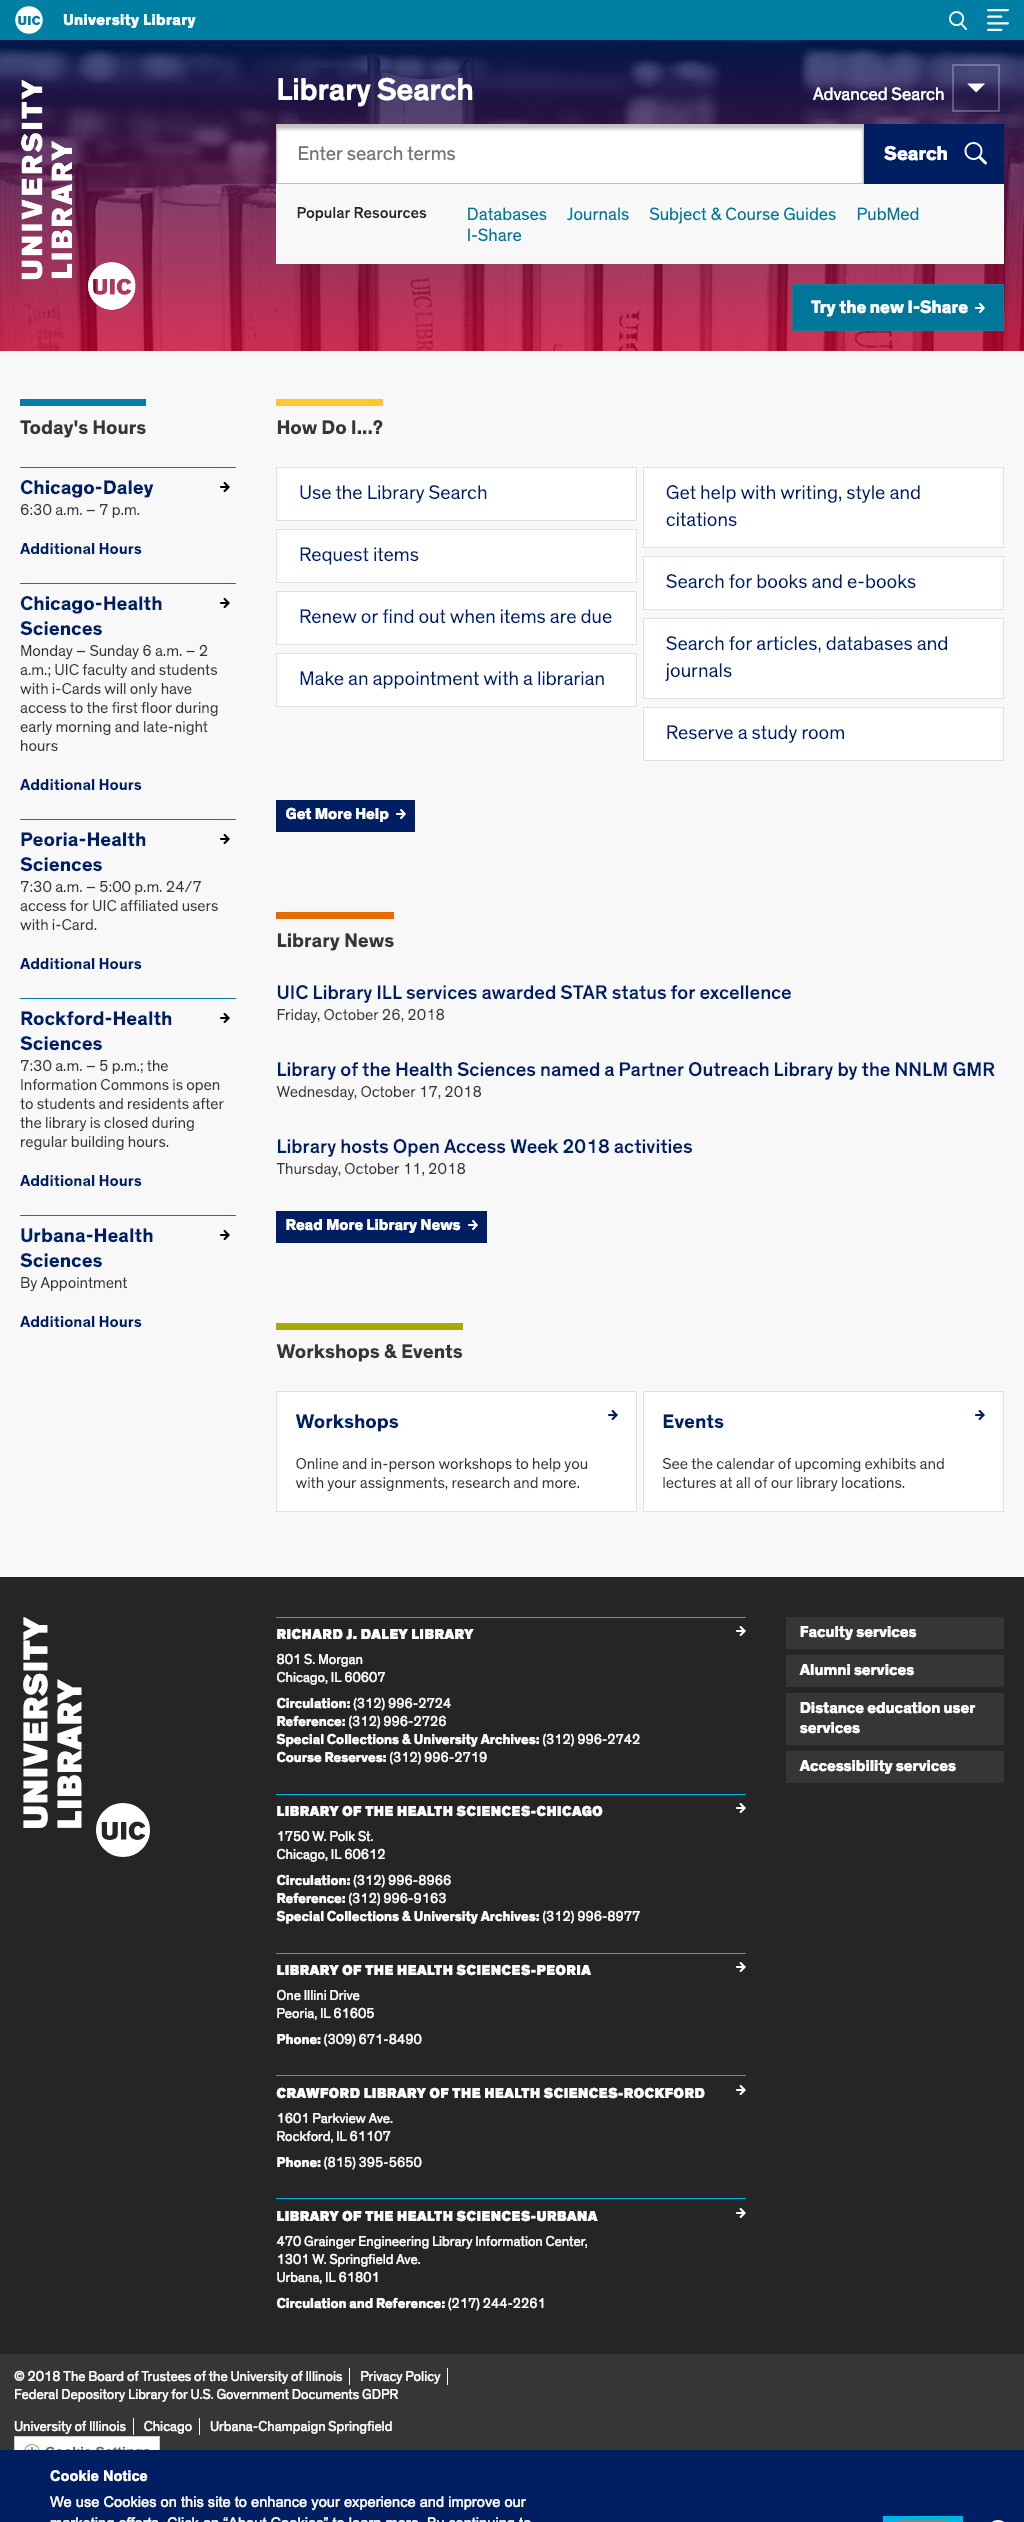 UIC University Library
UNIVERSITY
LIBRARY
UIC
Library Search
Advanced Search
Enter search terms
Search
Popular Resources
Databases Journals Subject & Course Guides PubMed
I-Share
Try the new I-Share
Today's Hours
Chicago-Daley
6:30 a.m. – 7 p.m.
Additional Hours
Chicago-Health
Sciences
Monday – Sunday 6 a.m. – 2
a.m.; UIC faculty and students
with i-Cards will only have
access to the first floor during
early morning and late-night
hours
Additional Hours
Peoria-Health
Sciences
7:30 a.m. – 5:00 p.m. 24/7
access for UIC affiliated users
with i-Card.
Additional Hours
Rockford-Health
Sciences
7:30 a.m. – 5 p.m.; the
Information Commons is open
to students and residents after
the library is closed during
regular building hours.
Additional Hours
Urbana-Health
Sciences
By Appointment
Additional Hours
How Do I...?
Use the Library Search
Request items
Renew or find out when items are due
Make an appointment with a librarian
Get help with writing, style and
citations
Search for books and e-books
Search for articles, databases and
journals
Reserve a study room
Get More Help
Library News
UIC Library ILL services awarded STAR status for excellence
Friday, October 26, 2018
Library of the Health Sciences named a Partner Outreach Library by the NNLM GMR
Wednesday, October 17, 2018
Library hosts Open Access Week 2018 activities
Thursday, October 11, 2018
Read More Library News
Workshops & Events
Workshops
Online and in-person workshops to help you
with your assignments, research and more.
Events
See the calendar of upcoming exhibits and
lectures at all of our library locations.
UNIVERSITY
LIBRARY
UIC
RICHARD J. DALEY LIBRARY
801 S. Morgan
Chicago, IL 60607
Circulation: (312) 996-2724
Reference: (312) 996-2726
Special Collections & University Archives: (312) 996-2742
Course Reserves: (312) 996-2719
LIBRARY OF THE HEALTH SCIENCES-CHICAGO
1750 W. Polk St.
Chicago, IL 60612
Circulation: (312) 996-8966
Reference: (312) 996-9163
Special Collections & University Archives: (312) 996-8977
LIBRARY OF THE HEALTH SCIENCES-PEORIA
One Illini Drive
Peoria, IL 61605
Phone: (309) 671-8490
CRAWFORD LIBRARY OF THE HEALTH SCIENCES-ROCKFORD
1601 Parkview Ave.
Rockford, IL 61107
Phone: (815) 395-5650
LIBRARY OF THE HEALTH SCIENCES-URBANA
470 Grainger Engineering Library Information Center,
1301 W. Springfield Ave.
Urbana, IL 61801
Circulation and Reference: (217) 244-2261
Faculty services
Alumni services
Distance education user
services
Accessibility services
© 2018 The Board of Trustees of the University of Illinois | Privacy Policy |
Federal Depository Library for U.S. Government Documents GDPR
University of Illinois | Chicago | Urbana-Champaign Springfield
Cookie Settings
Cookie Notice
We use Cookies on this site to enhance your experience and improve our
marketing efforts. Click on "About Cookies" to learn more. By continuing to